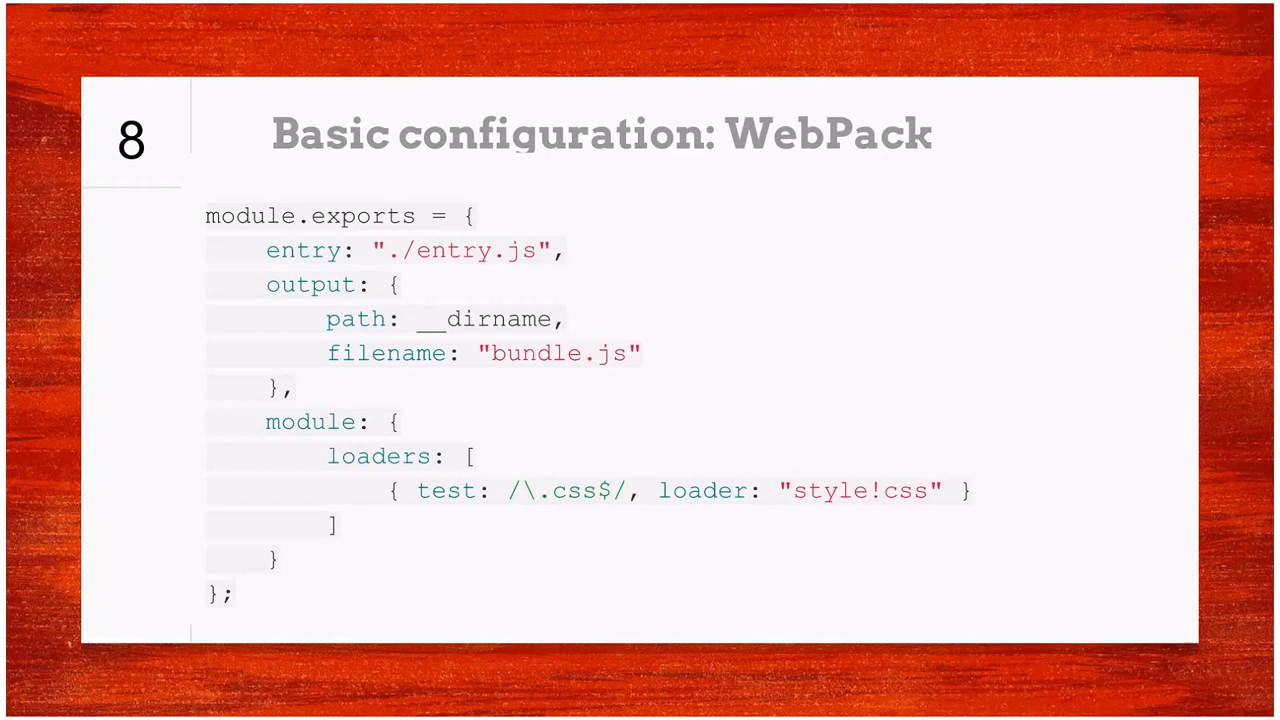 8
Basic configuration: WebPack
module.exports = {
    entry: "./entry.js",
    output: {
        path: __dirname,
        filename: "bundle.js"
    },
    module: {
        loaders: [
            { test: /\.css$/, loader: "style!css" }
        ]
    }
};